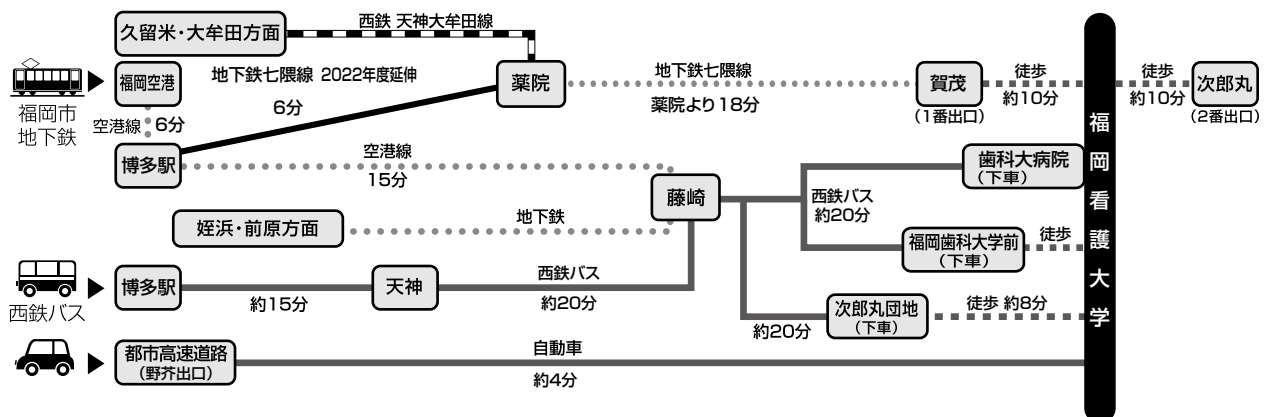 久留米・大牟田方面
西鉄 天神大牟田線
福岡市
地下鉄
福岡空港
地下鉄七隈線 2022年度延伸
6分
薬院
地下鉄七隈線
薬院より18分
賀茂
(1番出口)
徒歩
約10分
徒歩
約10分
次郎丸
(2番出口)
空港線
6分
博多駅
空港線
15分
藤崎
姪浜・前原方面
地下鉄
西鉄バス
約20分
歯科大病院
(下車)
福岡歯科大学前
(下車)
徒歩
西鉄バス
博多駅
約15分
天神
西鉄バス
約20分
約20分
次郎丸団地
(下車)
徒歩 約8分
都市高速道路
(野芥出口)
自動車
約4分
福岡看護大学